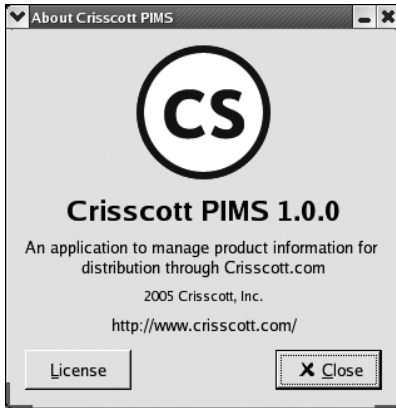 About Crisscott PIMS
CS
Crisscott PIMS 1.0.0
An application to manage product information for
distribution through Crisscott.com
2005 Crisscott, Inc.
http://www.crisscott.com/
License
Close